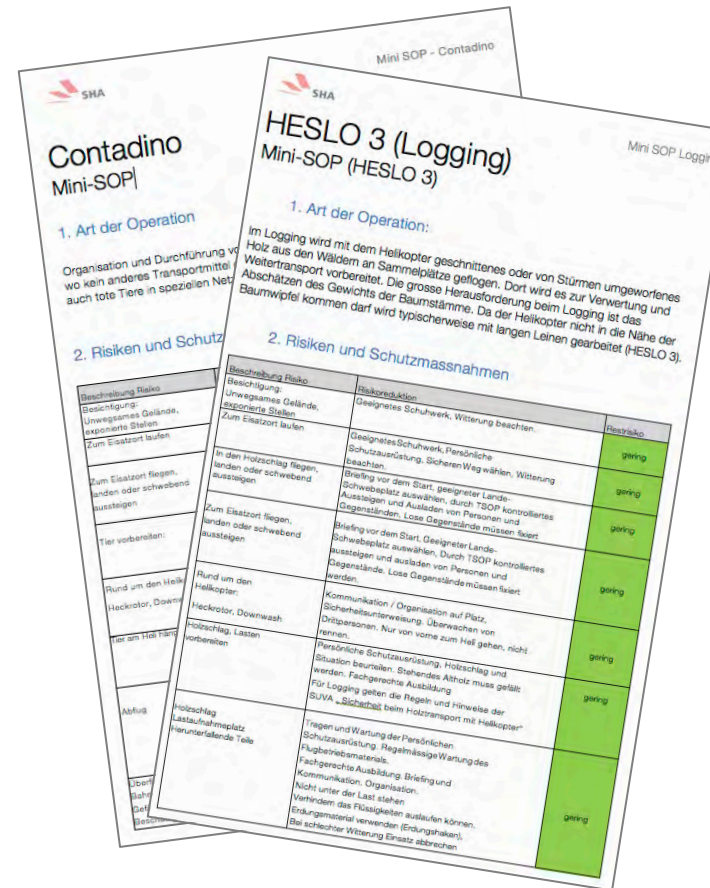 Mini SOP - Contadino
SHA
Contadino
Mini-SOP
1. Art der Operation
Organisation und Durchführung
wo kein anderes Transportmittel
auch tote Tiere in speziellen
2. Risiken und
Beschreibung Risiko
Besichtigung:
Unwegsames Gelände,
exponierte Stellen
Zum Eisatzort laufen
Zum Eisatzort fliegen,
landen oder schwebend
aussteigen
Tier vorbereiten:
Rund um den
Heckrotor,
Tier am Heli
Abflug
SHA
Mini SOP
HESLO 3 (Logging)
Mini-SOP (HESLO 3)
1. Art der Operation:
Im Logging wird mit dem Helikopter geschnittenes oder von Stürmen umgeworfenes
Holz aus den Wäldern an Sammelplätze geflogen. Dort wird es zur Verwertung und
Weitertransport vorbereitet. Die grosse Herausforderung beim Logging ist das
Abschätzen des Gewichts der Baumstämme. Da der Helikopter nicht in die Nähe der
Baumwipfel kommen darf wird typischerweise mit langen Leinen gearbeitet (HESLO 3).
2. Risiken und Schutzmassnahmen
Beschreibung Risiko Risikoreduktion Restrisiko
Besichtigung:
Unwegsames Gelände,
exponierte Stellen
Geeignetes Schuhwerk, Witterung beachten.
gering
Zum Eisatzort laufen
Geeignetes Schuhwerk, Persönliche
Schutzausrüstung, Sicheren Weg wählen, Witterung
beachten.
gering
In den Holzschlag fliegen,
landen oder schwebend
aussteigen
Briefing vor dem Start, geeigneter Lande-
Schwebeplatz auswählen, durch TSOP kontrolliertes
Aussteigen und Ausladen von Personen und
Gegenständen. Lose Gegenstände müssen fixiert
gering
Zum Eisatzort fliegen,
landen oder schwebend
aussteigen
Briefing vor dem Start, Geeigneter Lande-
Schwebsplatz auswählen, Durch TSOP kontrolliertes
aussteigen und ausladen von Personen und
Gegenstände. Lose Gegenstände müssen fixiert
werden.
gering
Rund um den
Helikopter:
Heckrotor, Downwash
Kommunikation / Organisation auf Platz,
Sicherheitsunterweisung. Überwachen von
Drittpersonen. Nur von vorne zum Heli gehen, nicht
rennen.
gering
Holzschlag, Lasten
vorbereiten
Persönliche Schutzausrüstung, Holzschlag und
Situation beurteilen. Stehendes Altholz muss gefällt
werden. Fachgerechte Ausbildung
Für Logging gelten die Regeln und Hinweise der
SUVA „Sicherheit beim Holztransport mit Helikopter“
gering
Holzschlag
Lastaufnahmeplatz
Herunterfallende Teile
Tragen und Wartung der Persönlichen
Schutzausrüstung. Regelmässige Wartung des
Flugbetriebsmaterials.
Fachgerechte Ausbildung. Briefing und
Kommunikation. Organisation.
Nicht unter der Last stehen
Verhindern das Flüssigkeiten auslaufen können.
Erdungsmaterial verwenden (Erdungshaken),
Bei schlechter Witterung Einsatz abbrechen
gering